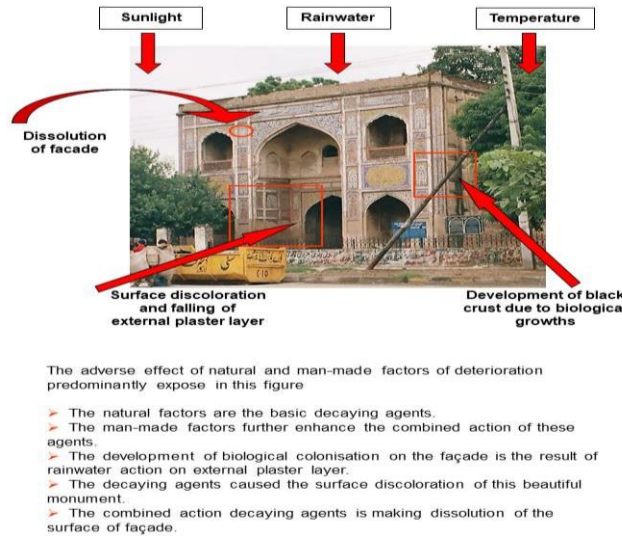 Sunlight
Rainwater
Temperature
Dissolution
of facade
Surface discoloration
and falling of
external plaster layer
Development of black
crust due to biological
growths
The adverse effect of natural and man-made factors of deterioration
predominantly expose in this figure
➢ The natural factors are the basic decaying agents.
➢ The man-made factors further enhance the combined action of these
agents.
➢ The development of biological colonisation on the façade is the result of
rainwater action on external plaster layer.
➢ The decaying agents caused the surface discoloration of this beautiful
monument.
➢ The combined action decaying agents is making dissolution of the
surface of façade.